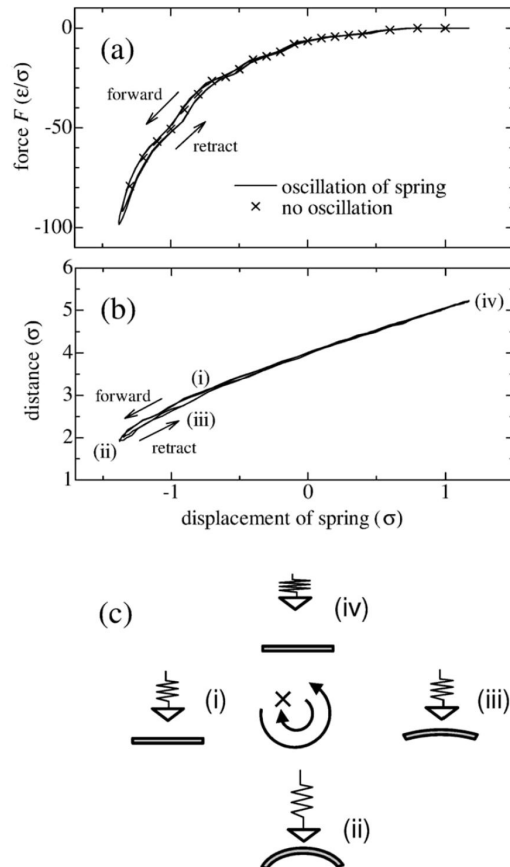 (a)
0
-50
-100
force F (ε/σ)
forward
retract
oscillation of spring
× no oscillation
(b)
6
5
4
3
2
1
distance (σ)
(iv)
(i)
forward
(iii)
(ii)
retract
-1 0 1
displacement of spring (σ)
(c)
(iv)
(i)
(iii)
(ii)